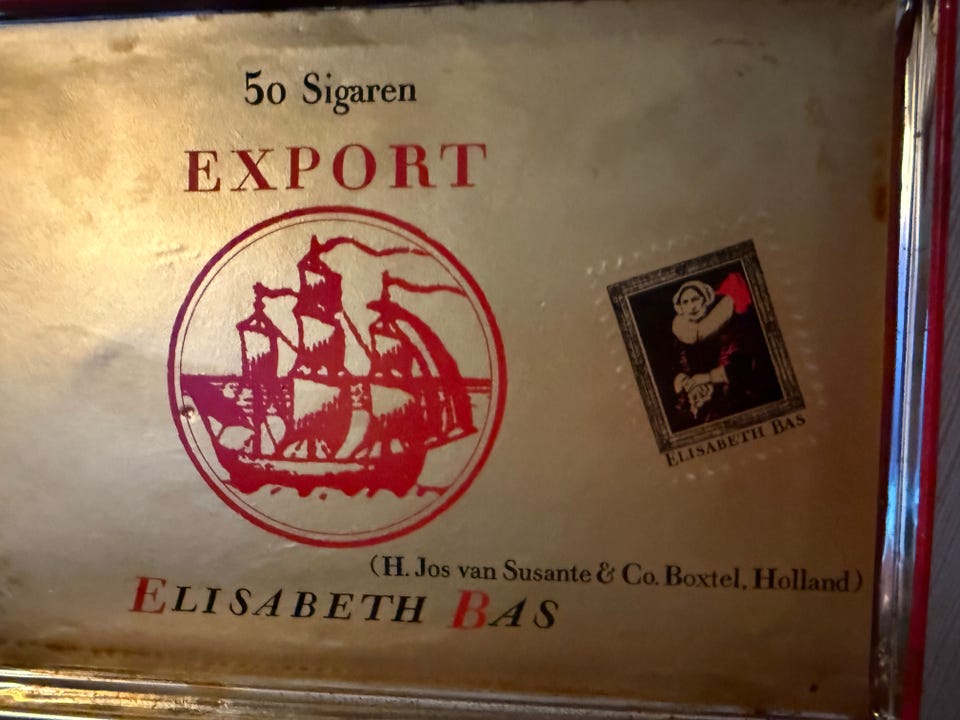 50 Sigaren
EXPORT
ELISABETH BAS
(H. Jos van Susante & Co. Boxtel, Holland)
ELISABETH BAS